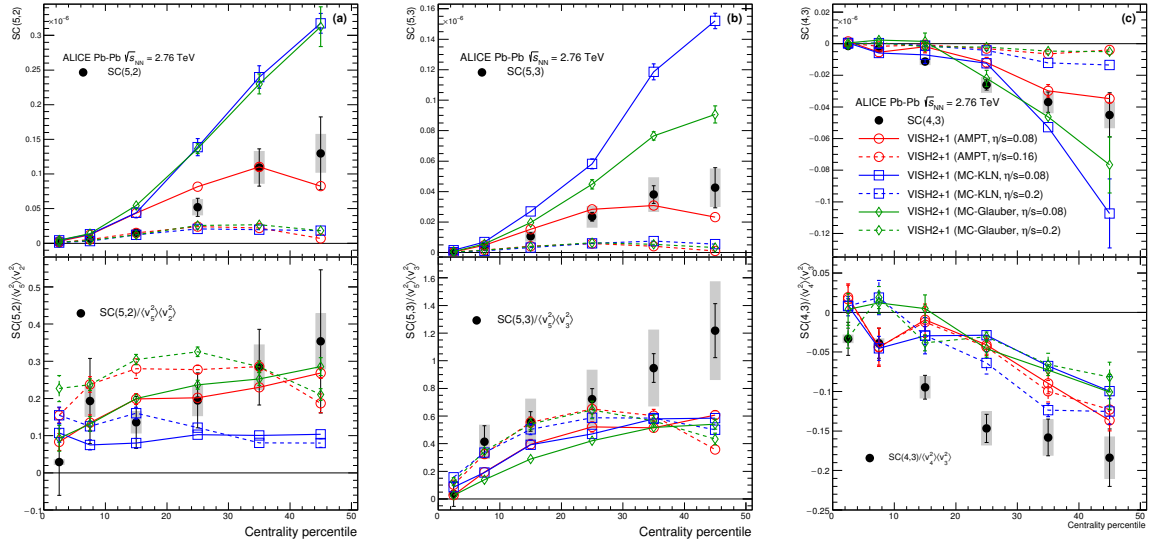 ×10⁻⁶
(a)
SC(5,2)
0.3
0.25
0.2
0.15
0.1
0.05
0
ALICE Pb-Pb √s_NN = 2.76 TeV
SC(5,2)
SC(5,2)/⟨v₅²⟩⟨v₂²⟩
0.5
0.4
0.3
0.2
0.1
0
−0.1
SC(5,2)/⟨v₅²⟩⟨v₂²⟩
0 10 20 30 40 50
Centrality percentile
×10⁻⁶
(b)
SC(5,3)
0.16
0.14
0.12
0.1
0.08
0.06
0.04
0.02
0
ALICE Pb-Pb √s_NN = 2.76 TeV
SC(5,3)
SC(5,3)/⟨v₅²⟩⟨v₃²⟩
1.6
1.4
1.2
1.0
0.8
0.6
0.4
0.2
0
SC(5,3)/⟨v₅²⟩⟨v₃²⟩
0 10 20 30 40 50
Centrality percentile
×10⁻⁶
(c)
SC(4,3)
0.02
0
−0.02
−0.04
−0.06
−0.08
−0.1
−0.12
ALICE Pb-Pb √s_NN = 2.76 TeV
SC(4,3)
VISH2+1 (AMPT, η/s=0.08)
VISH2+1 (AMPT, η/s=0.16)
VISH2+1 (MC-KLN, η/s=0.08)
VISH2+1 (MC-KLN, η/s=0.2)
VISH2+1 (MC-Glauber, η/s=0.08)
VISH2+1 (MC-Glauber, η/s=0.2)
SC(4,3)/⟨v₄²⟩⟨v₃²⟩
0.05
0
−0.05
−0.1
−0.15
−0.2
−0.25
SC(4,3)/⟨v₄²⟩⟨v₃²⟩
0 10 20 30 40 50
Centrality percentile